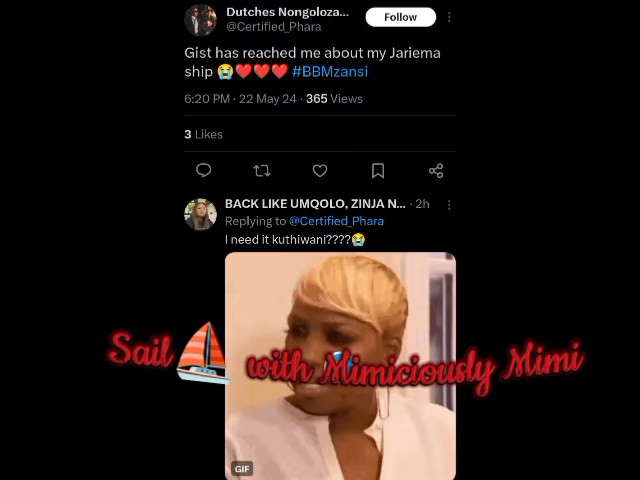 Dutches Nongoloza...
Follow
@Certified_Phara
Gist has reached me about my Jariema
ship 😭❤️❤️❤️ #BBMzansi
6:20 PM · 22 May 24 · 365 Views
3 Likes
BACK LIKE UMQOLO, ZINJA N... · 2h
Replying to @Certified_Phara
I need it kuthiwani????😭
Sail ⛵ with Mimiciously Mimi
GIF